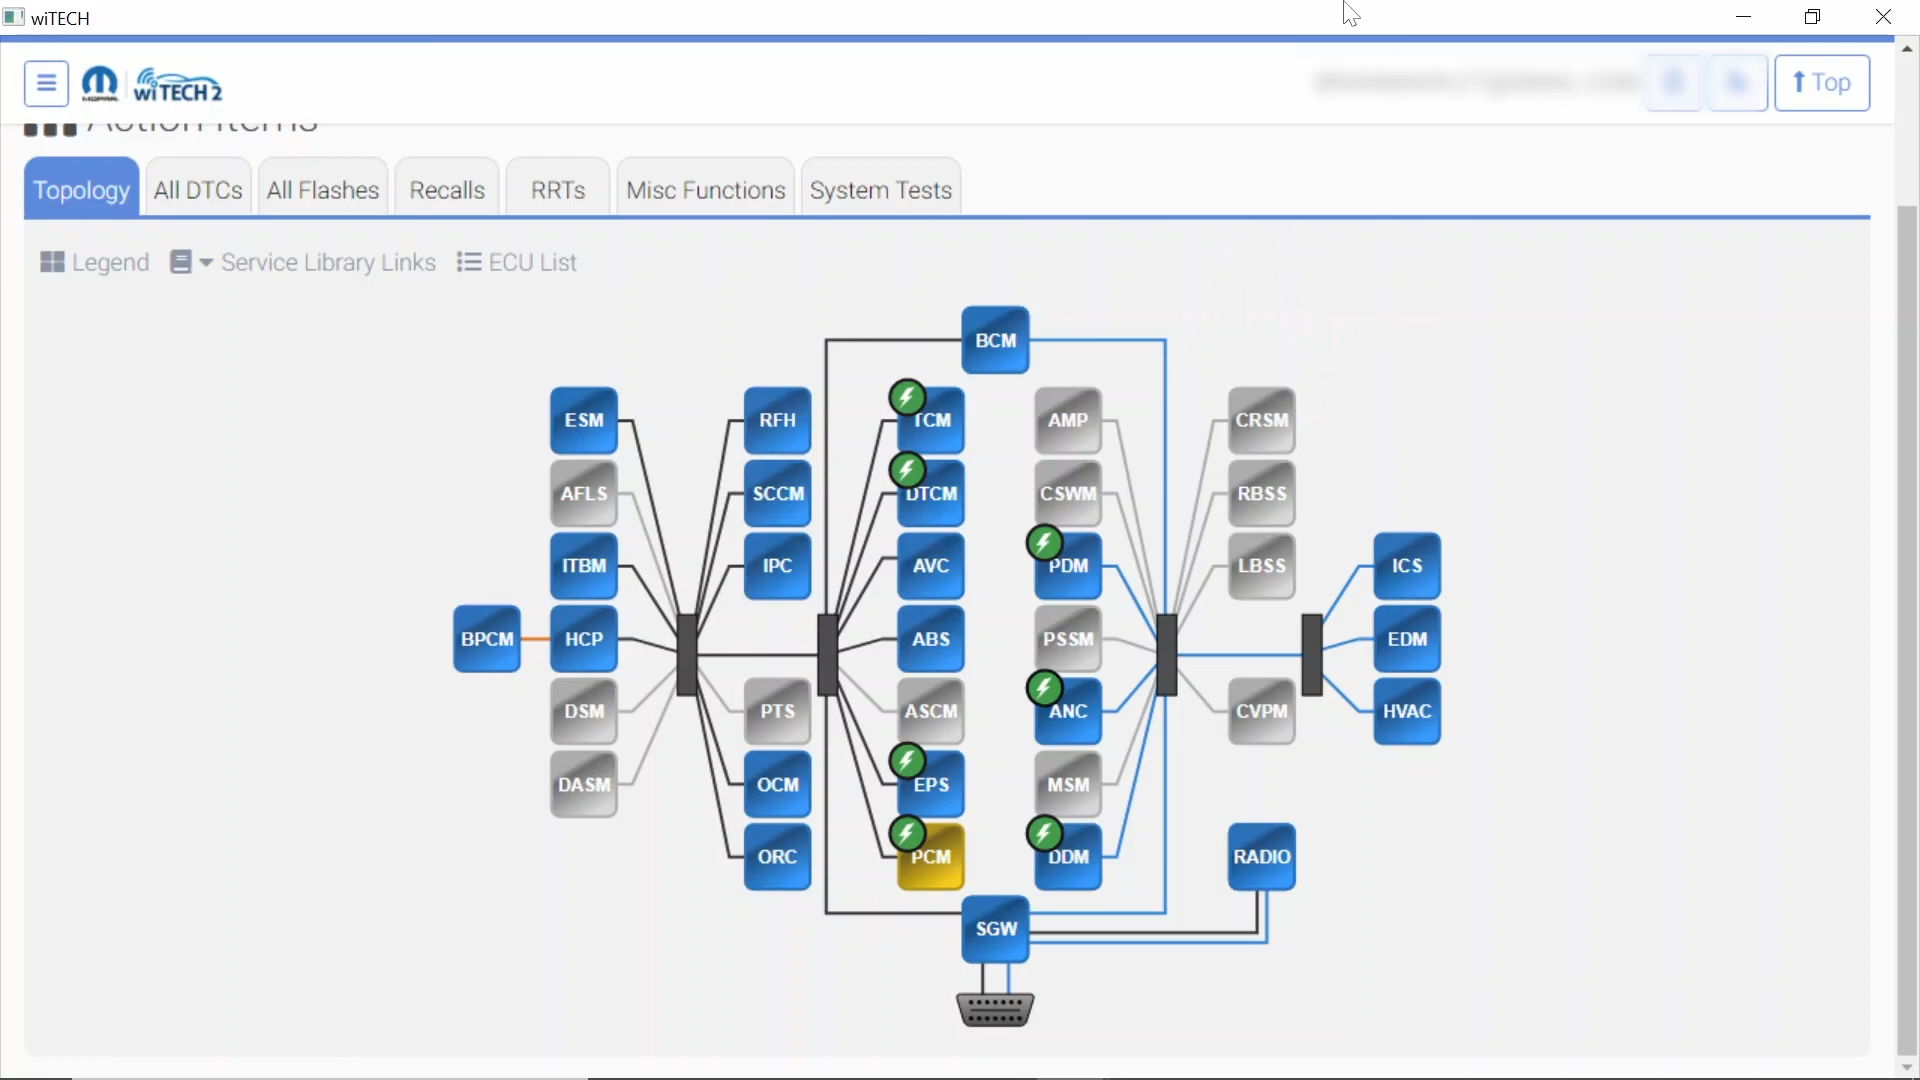 wiTECH
MOPAR wiTECH 2
Top
Action Items
Topology All DTCs All Flashes Recalls RRTs Misc Functions System Tests
Legend Service Library Links ECU List
BCM
ESM RFH TCM AMP CRSM
AFLS SCCM DTCM CSWM RBSS
ITBM IPC AVC PDM LBSS ICS
BPCM HCP ABS PSSM EDM
DSM PTS ASCM ANC CVPM HVAC
DASM OCM EPS MSM
ORC PCM DDM RADIO
SGW